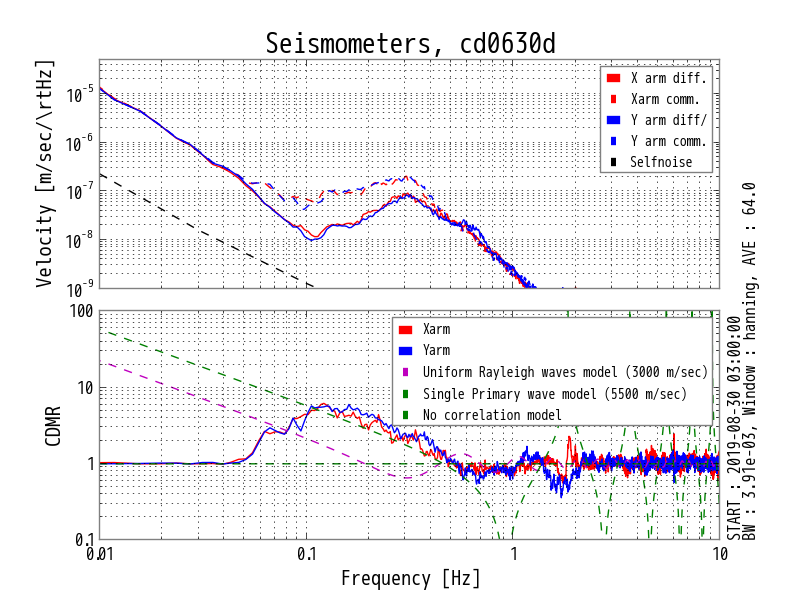 Seismometers, cd0630d
Velocity [m/sec/\rtHz]
10-5
10-6
10-7
10-8
10-9
X arm diff.
Xarm comm.
Y arm diff/
Y arm comm.
Selfnoise
CDMR
100
10
1
0.1
Xarm
Yarm
Uniform Rayleigh waves model (3000 m/sec)
Single Primary wave model (5500 m/sec)
No correlation model
0.01
0.1
1
10
Frequency [Hz]
START : 2019-08-30 03:00:00
BW : 3.91e-03, Window : hanning, AVE : 64.0